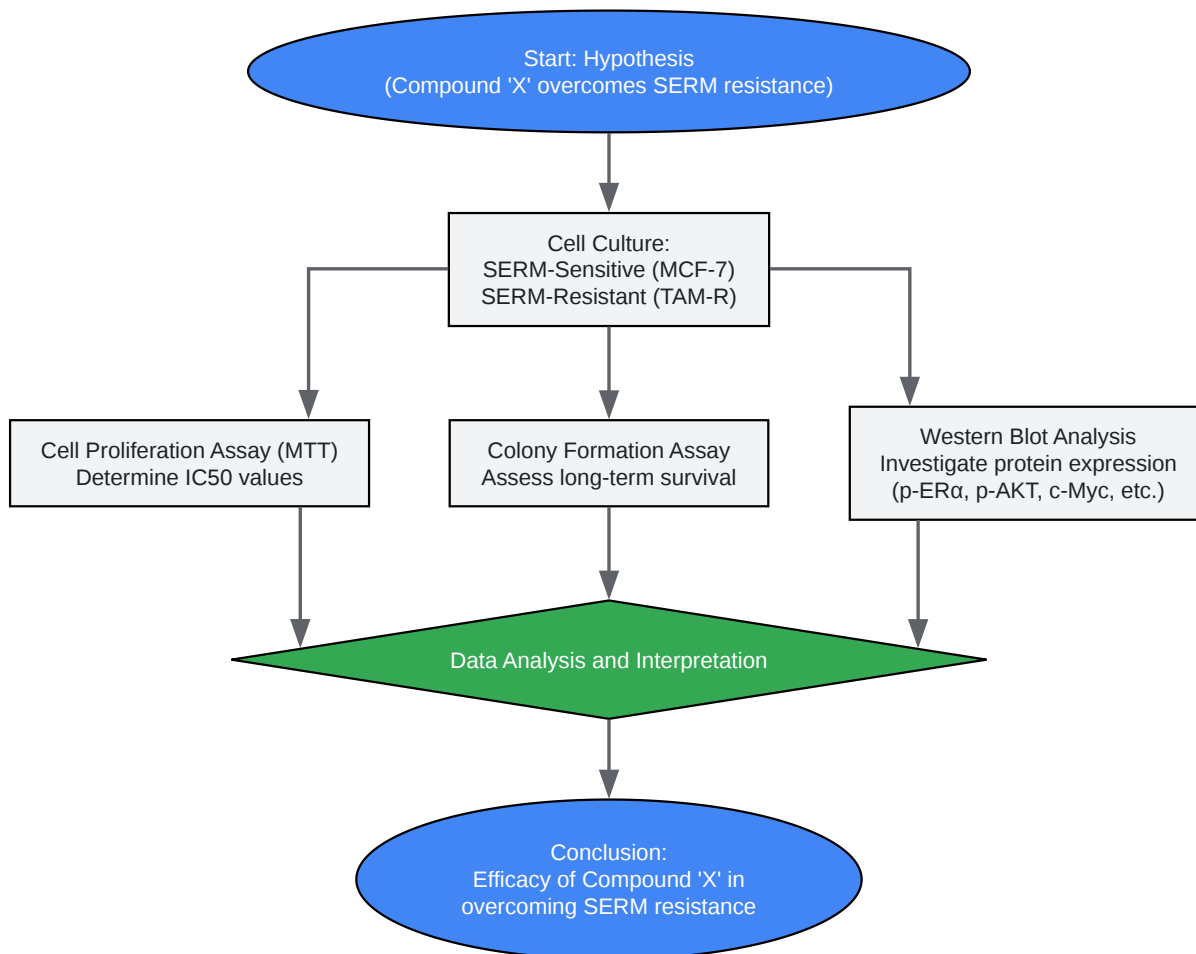 Start: Hypothesis
(Compound 'X' overcomes SERM resistance)
Cell Culture:
SERM-Sensitive (MCF-7)
SERM-Resistant (TAM-R)
Cell Proliferation Assay (MTT)
Determine IC50 values
Colony Formation Assay
Assess long-term survival
Western Blot Analysis
Investigate protein expression
(p-ERα, p-AKT, c-Myc, etc.)
Data Analysis and Interpretation
Conclusion:
Efficacy of Compound 'X' in
overcoming SERM resistance